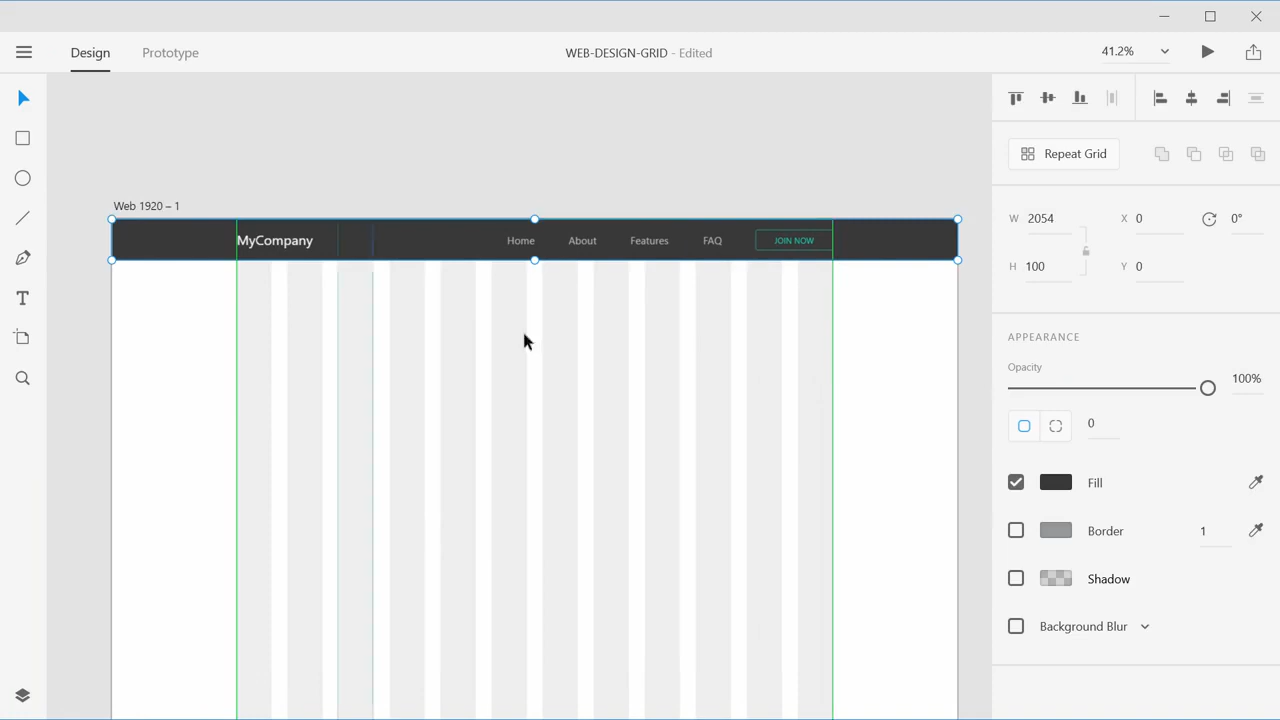 Design
Prototype
WEB-DESIGN-GRID - Edited
41.2%
Repeat Grid
W 2054
X 0
0°
H 100
Y 0
Web 1920 – 1
MyCompany
Home
About
Features
FAQ
JOIN NOW
APPEARANCE
Opacity
100%
0
Fill
Border
1
Shadow
Background Blur